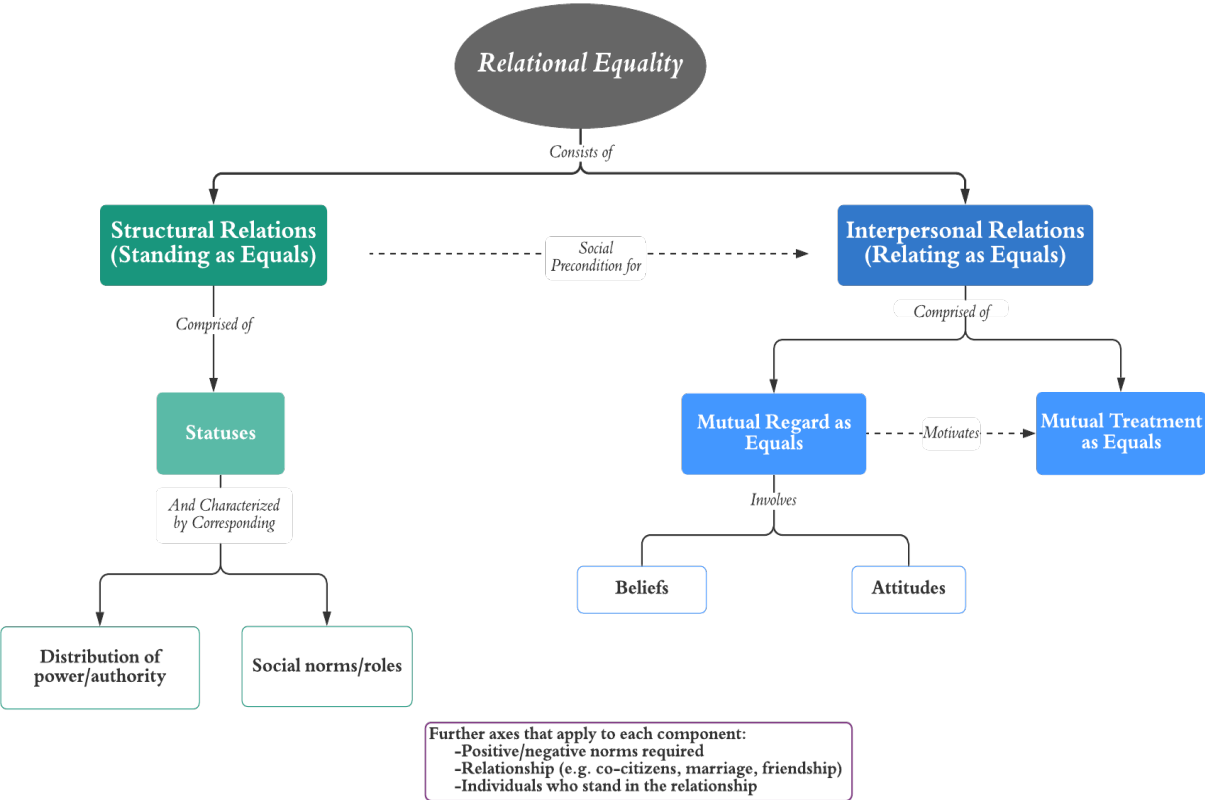 Relational Equality
Consists of
Structural Relations
(Standing as Equals)
Social
Precondition for
Interpersonal Relations
(Relating as Equals)
Comprised of
Comprised of
Statuses
Mutual Regard as
Equals
Motivates
Mutual Treatment
as Equals
And Characterized
by Corresponding
Involves
Beliefs
Attitudes
Distribution of
power/authority
Social norms/roles
Further axes that apply to each component:
-Positive/negative norms required
-Relationship (e.g. co-citizens, marriage, friendship)
-Individuals who stand in the relationship